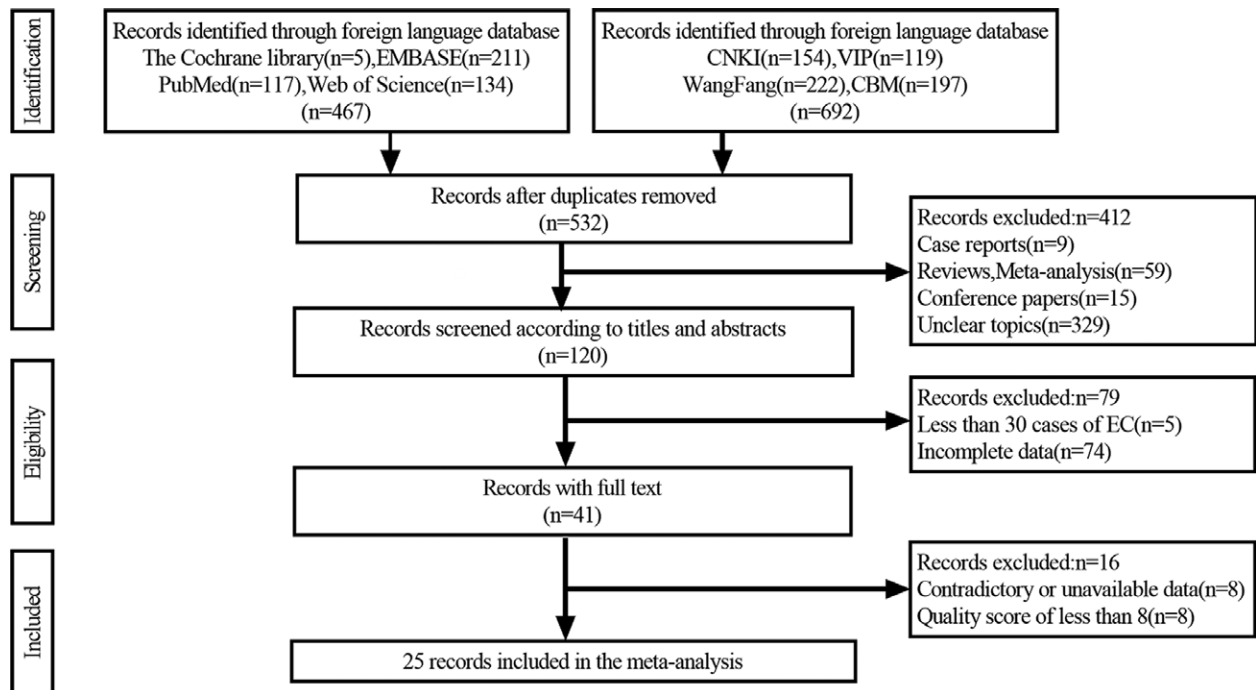 Identification
Records identified through foreign language database
The Cochrane library(n=5),EMBASE(n=211)
PubMed(n=117),Web of Science(n=134)
(n=467)
Records identified through foreign language database
CNKI(n=154),VIP(n=119)
WangFang(n=222),CBM(n=197)
(n=692)
Screening
Records after duplicates removed
(n=532)
Records excluded:n=412
Case reports(n=9)
Reviews,Meta-analysis(n=59)
Conference papers(n=15)
Unclear topics(n=329)
Records screened according to titles and abstracts
(n=120)
Eligibility
Records excluded:n=79
Less than 30 cases of EC(n=5)
Incomplete data(n=74)
Records with full text
(n=41)
Included
Records excluded:n=16
Contradictory or unavailable data(n=8)
Quality score of less than 8(n=8)
25 records included in the meta-analysis